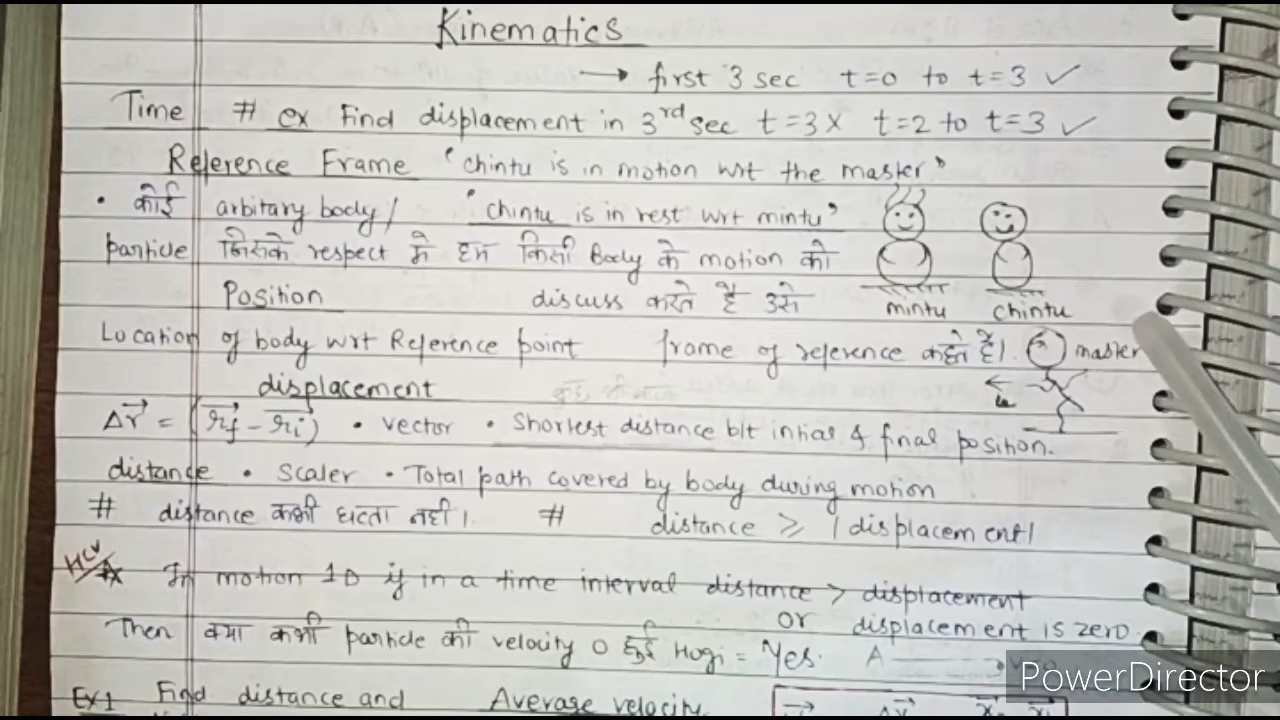 Kinematics
→ first 3 sec t=0 to t=3 ✓
Time # ex Find displacement in 3rd sec t=3 x t=2 to t=3 ✓
Reference Frame "chintu is in motion wrt the master"
• कोई arbitary body/ "chintu is in rest wrt mintu"
particle जिसके respect मे हम किसी Body के motion को
Position discuss करते है उसे mintu chintu
Location of body wrt Reference point frame of reference कहते है। master
displacement
Δr⃗ = (r⃗f - r⃗i) • vector • Shortest distance b/t intial & final position.
distance • Scaler • Total path covered by body during motion
# distance कभी घटता नही। # distance ≥ |displacement|
HCV
In motion 1D if in a time interval distance > displacement
or displacement is zero.
Then क्या कभी particle की velocity 0 हुई Hogi = Yes. A
PowerDirector
Ex1 Find distance and Average velocity